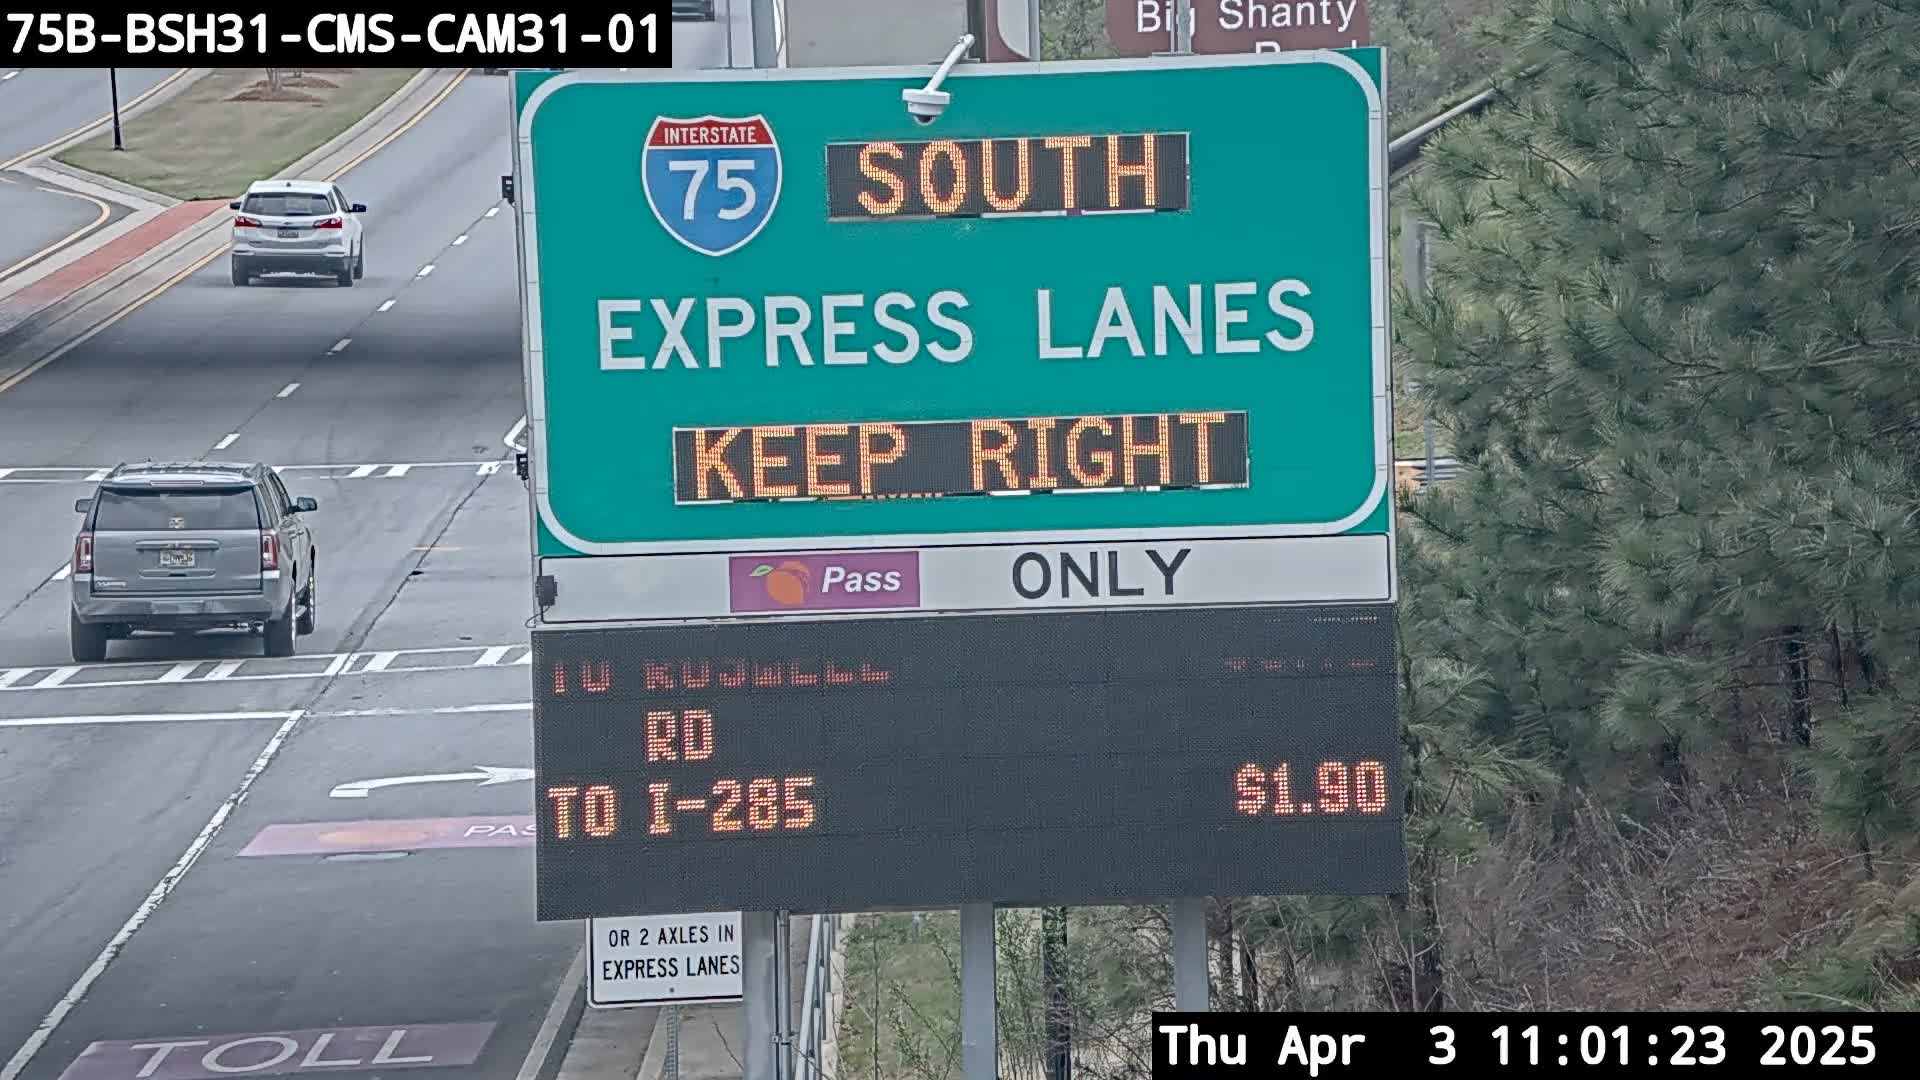 75B-BSH31-CMS-CAM31-01
Big Shanty
INTERSTATE
75
SOUTH
EXPRESS LANES
KEEP RIGHT
Pass ONLY
TO
RD
TO I-285 $1.90
OR 2 AXLES IN
EXPRESS LANES
TOLL
Thu Apr 3 11:01:23 2025